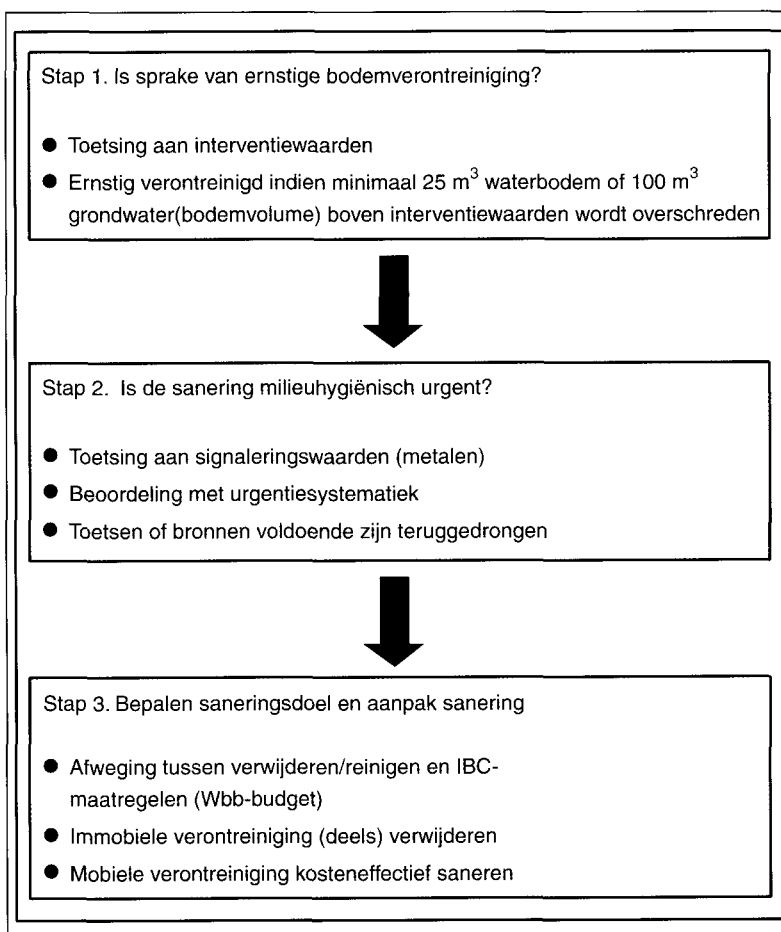 Stap 1. Is sprake van ernstige bodemverontreiniging?
● Toetsing aan interventiewaarden
● Ernstig verontreinigd indien minimaal 25 m³ waterbodem of 100 m³
grondwater(bodemvolume) boven interventiewaarden wordt overschreden
Stap 2. Is de sanering milieuhygiënisch urgent?
● Toetsing aan signaleringswaarden (metalen)
● Beoordeling met urgentiesystematiek
● Toetsen of bronnen voldoende zijn teruggedrongen
Stap 3. Bepalen saneringsdoel en aanpak sanering
● Afweging tussen verwijderen/reinigen en IBC-
maatregelen (Wbb-budget)
● Immobiele verontreiniging (deels) verwijderen
● Mobiele verontreiniging kosteneffectief saneren